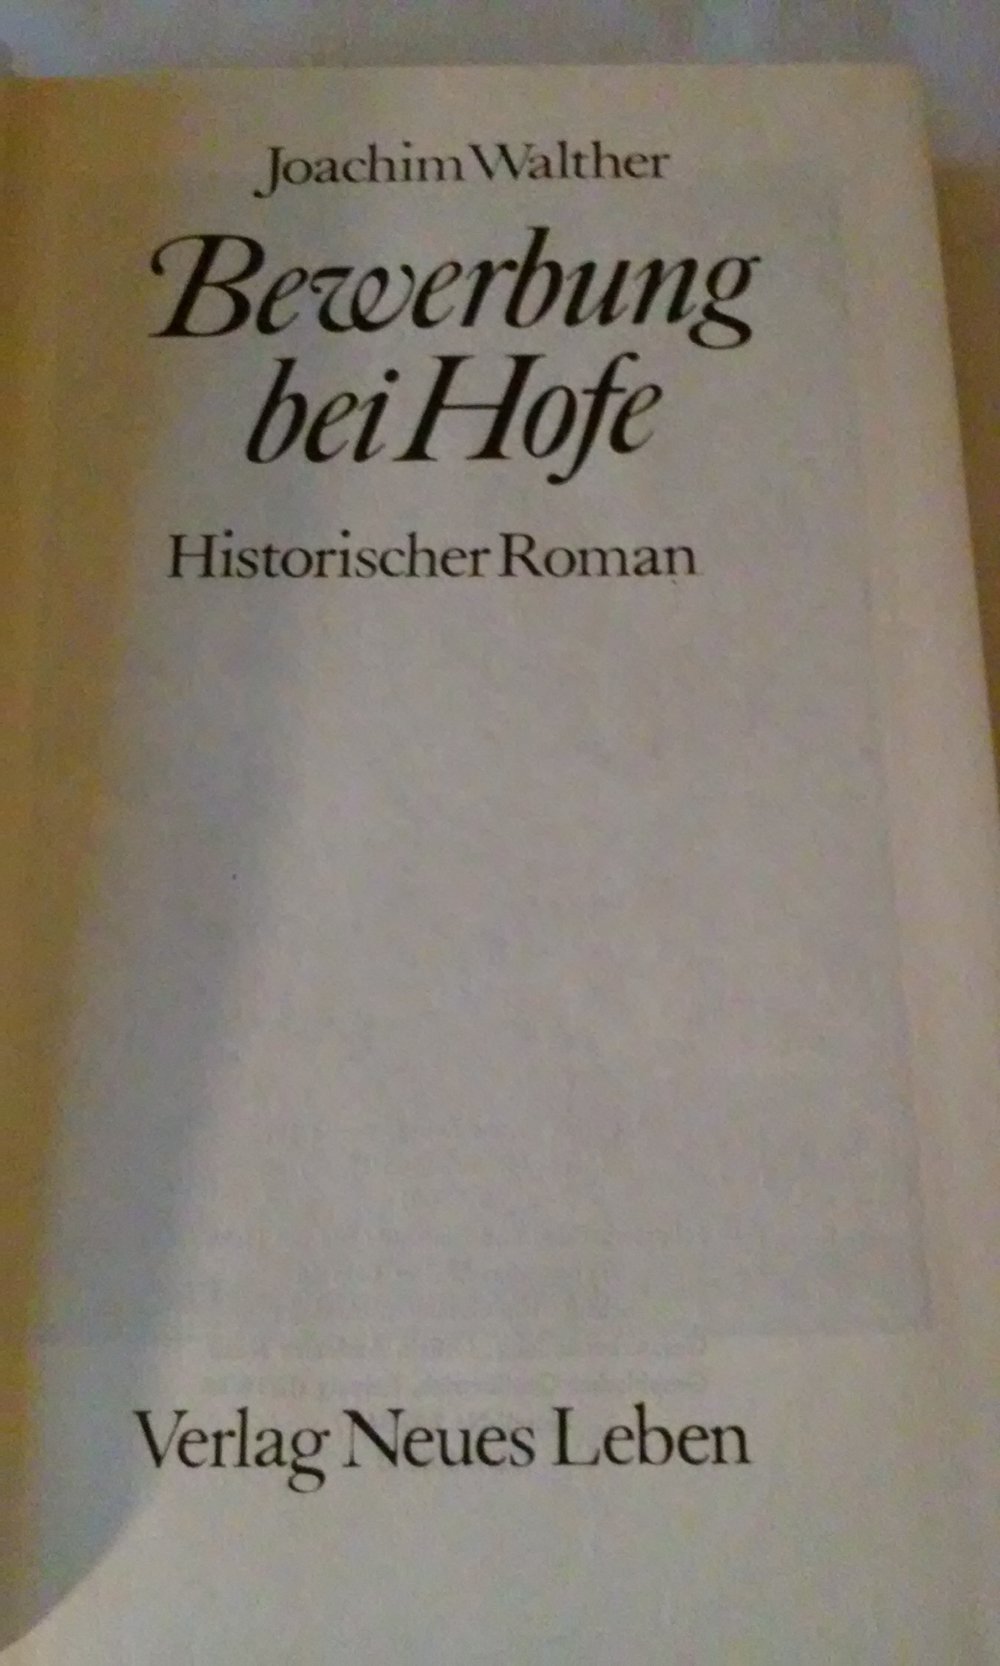 Joachim Walther
Bewerbung
bei Hofe
Historischer Roman
Verlag Neues Leben